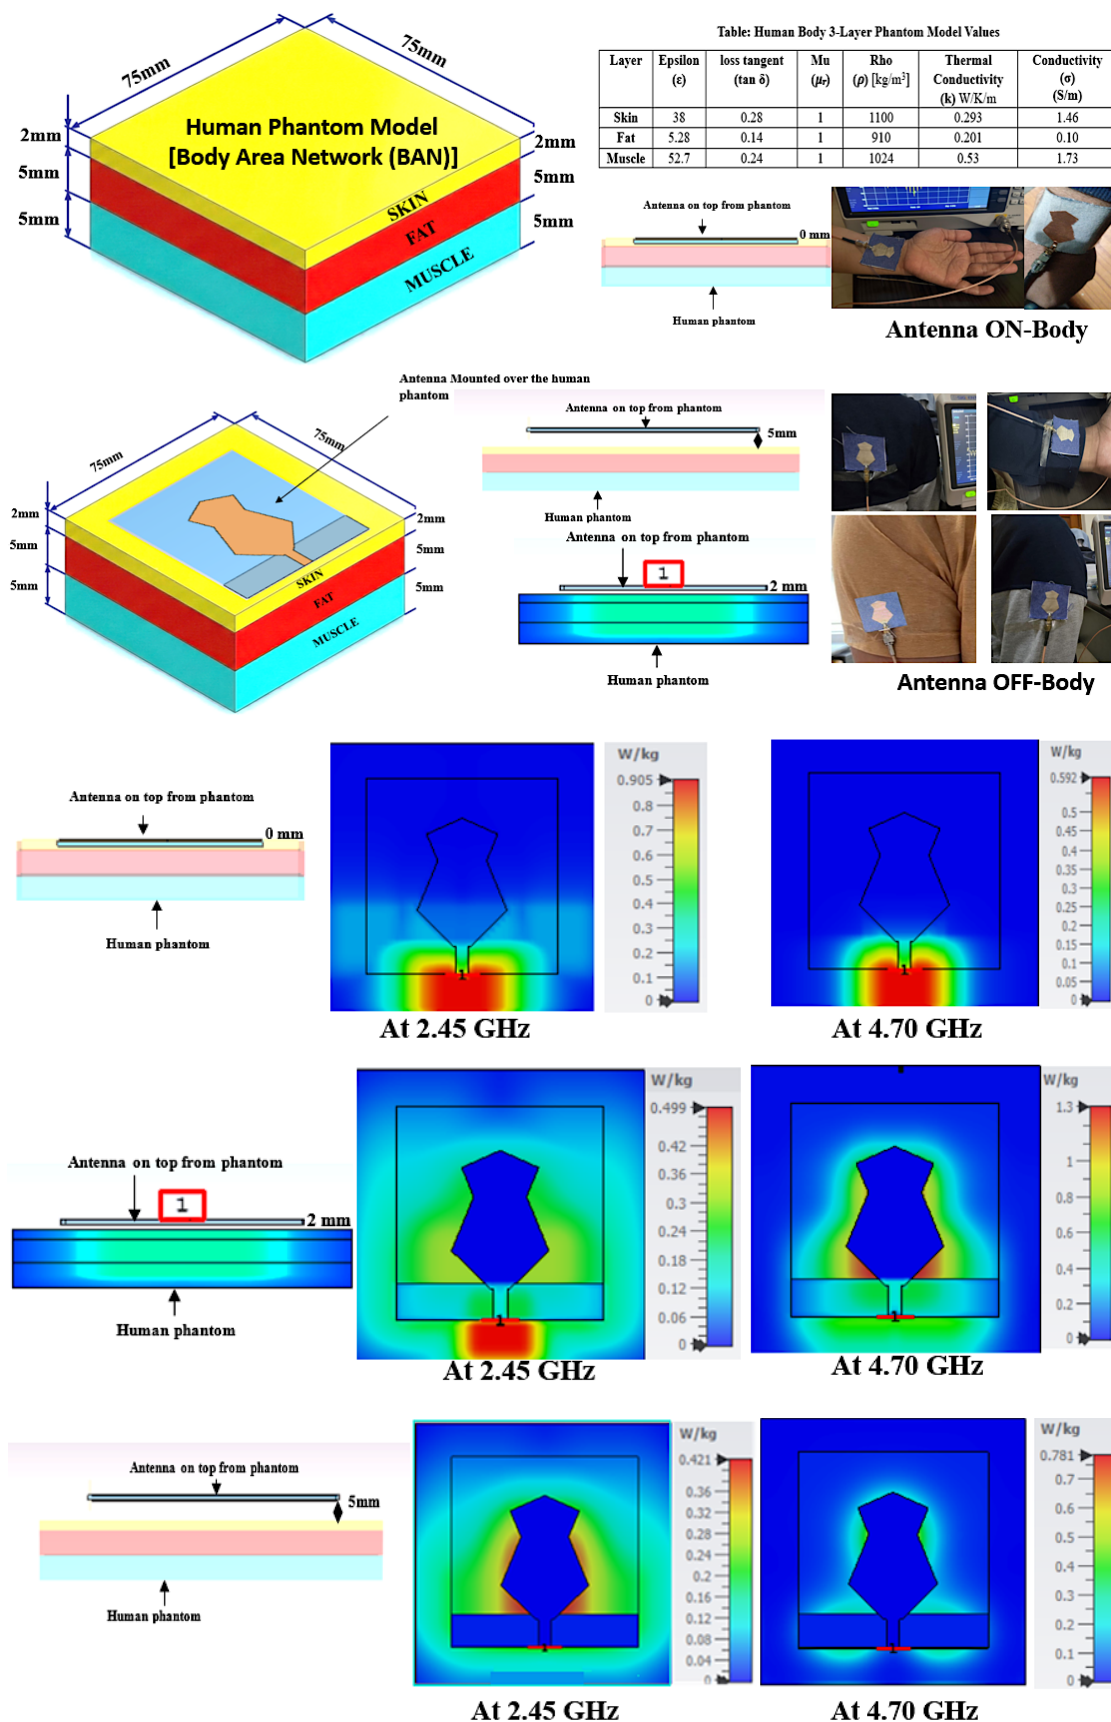 75mm
75mm
2mm
5mm
5mm
Human Phantom Model
[Body Area Network (BAN)]
2mm
5mm
5mm
SKIN
FAT
MUSCLE
Table: Human Body 3-Layer Phantom Model Values
Layer Epsilon (ε) loss tangent (tan δ) Mu (μr) Rho (ρ) [kg/m³] Thermal Conductivity (k) W/K/m Conductivity (σ) (S/m)
Skin 38 0.28 1 1100 0.293 1.46
Fat 5.28 0.14 1 910 0.201 0.10
Muscle 52.7 0.24 1 1024 0.53 1.73
Antenna on top from phantom
0 mm
Human phantom
Antenna ON-Body
Antenna Mounted over the human
phantom
75mm
75mm
2mm
5mm
5mm
2mm
5mm
5mm
SKIN
FAT
MUSCLE
Antenna on top from phantom
5mm
Human phantom
Antenna on top from phantom
1
2 mm
Human phantom
Antenna OFF-Body
Antenna on top from phantom
0 mm
Human phantom
1
W/kg
0.905
0.8
0.7
0.6
0.5
0.4
0.3
0.2
0.1
0
At 2.45 GHz
1
W/kg
0.592
0.5
0.45
0.4
0.35
0.3
0.25
0.2
0.15
0.1
0.05
0
At 4.70 GHz
Antenna on top from phantom
1
2 mm
Human phantom
1
W/kg
0.499
0.42
0.36
0.3
0.24
0.18
0.12
0.06
0
At 2.45 GHz
1
W/kg
1.3
1
0.8
0.6
0.4
0.2
0
At 4.70 GHz
Antenna on top from phantom
5mm
Human phantom
1
W/kg
0.421
0.36
0.32
0.28
0.24
0.2
0.16
0.12
0.08
0.04
0
At 2.45 GHz
1
W/kg
0.781
0.7
0.6
0.5
0.4
0.3
0.2
0.1
0
At 4.70 GHz